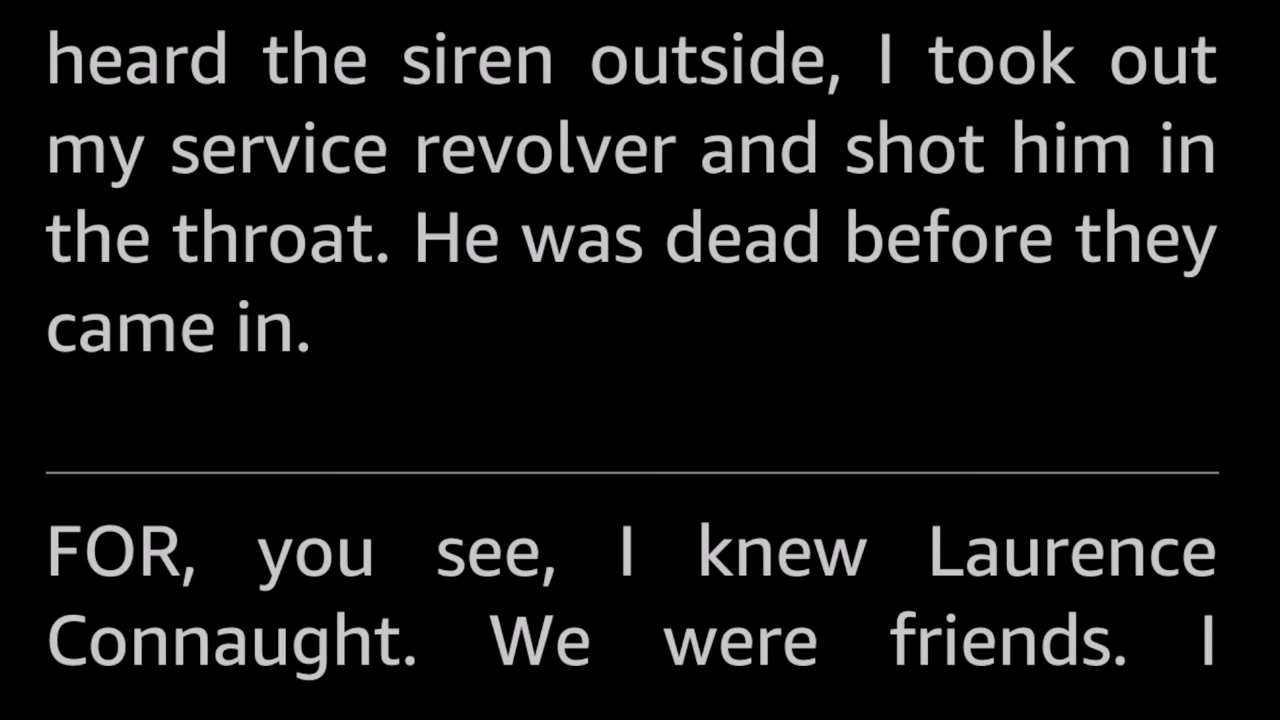 heard the siren outside, I took out
my service revolver and shot him in
the throat. He was dead before they
came in.
FOR, you see, I knew Laurence
Connaught. We were friends. I